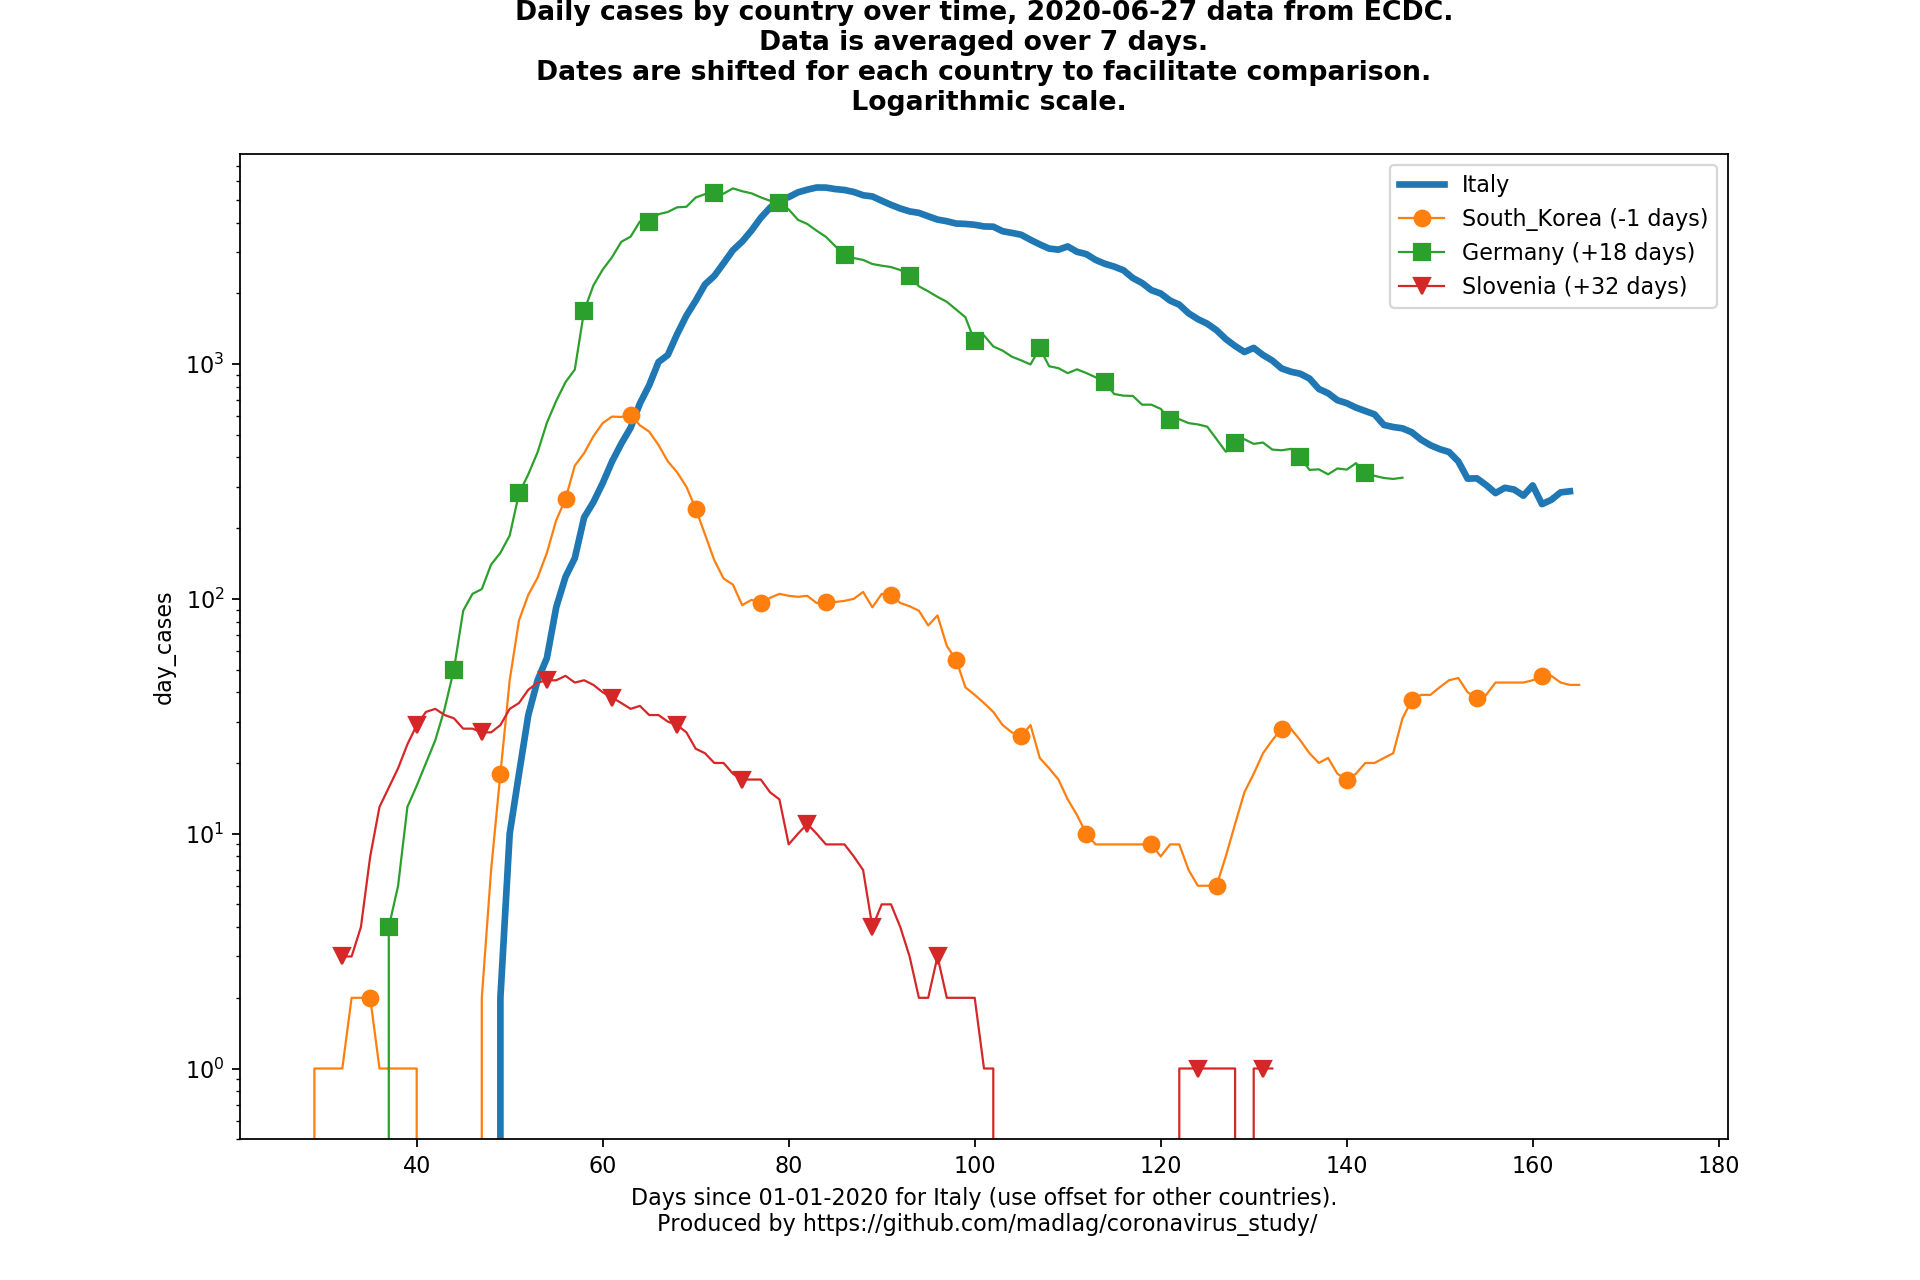 Daily cases by country over time, 2020-06-27 data from ECDC.
Data is averaged over 7 days.
Dates are shifted for each country to facilitate comparison.
Logarithmic scale.
Italy
South_Korea (-1 days)
Germany (+18 days)
Slovenia (+32 days)
day_cases
10³
10²
10¹
10⁰
40 60 80 100 120 140 160 180
Days since 01-01-2020 for Italy (use offset for other countries).
Produced by https://github.com/madlag/coronavirus_study/